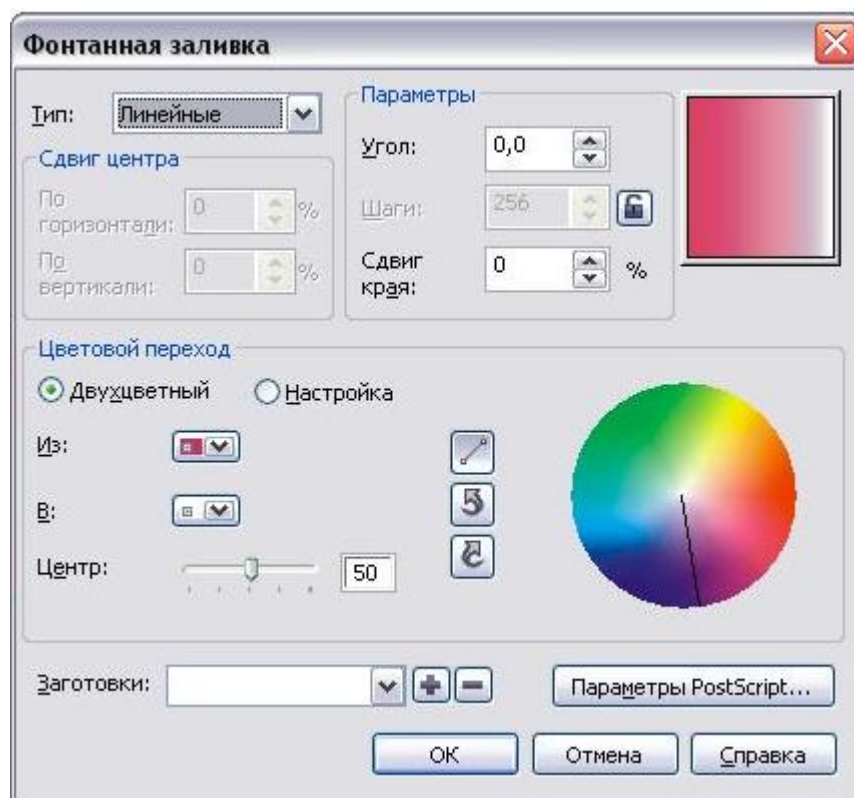 Фонтанная заливка
Тип: Линейные
Сдвиг центра
По горизонтали: 0 %
По вертикали: 0 %
Параметры
Угол: 0,0
Шаги: 256
Сдвиг края: 0 %
Цветовой переход
Двухцветный Настройка
Из:
В:
Центр: 50
Заготовки:
Параметры PostScript...
ОК Отмена Справка